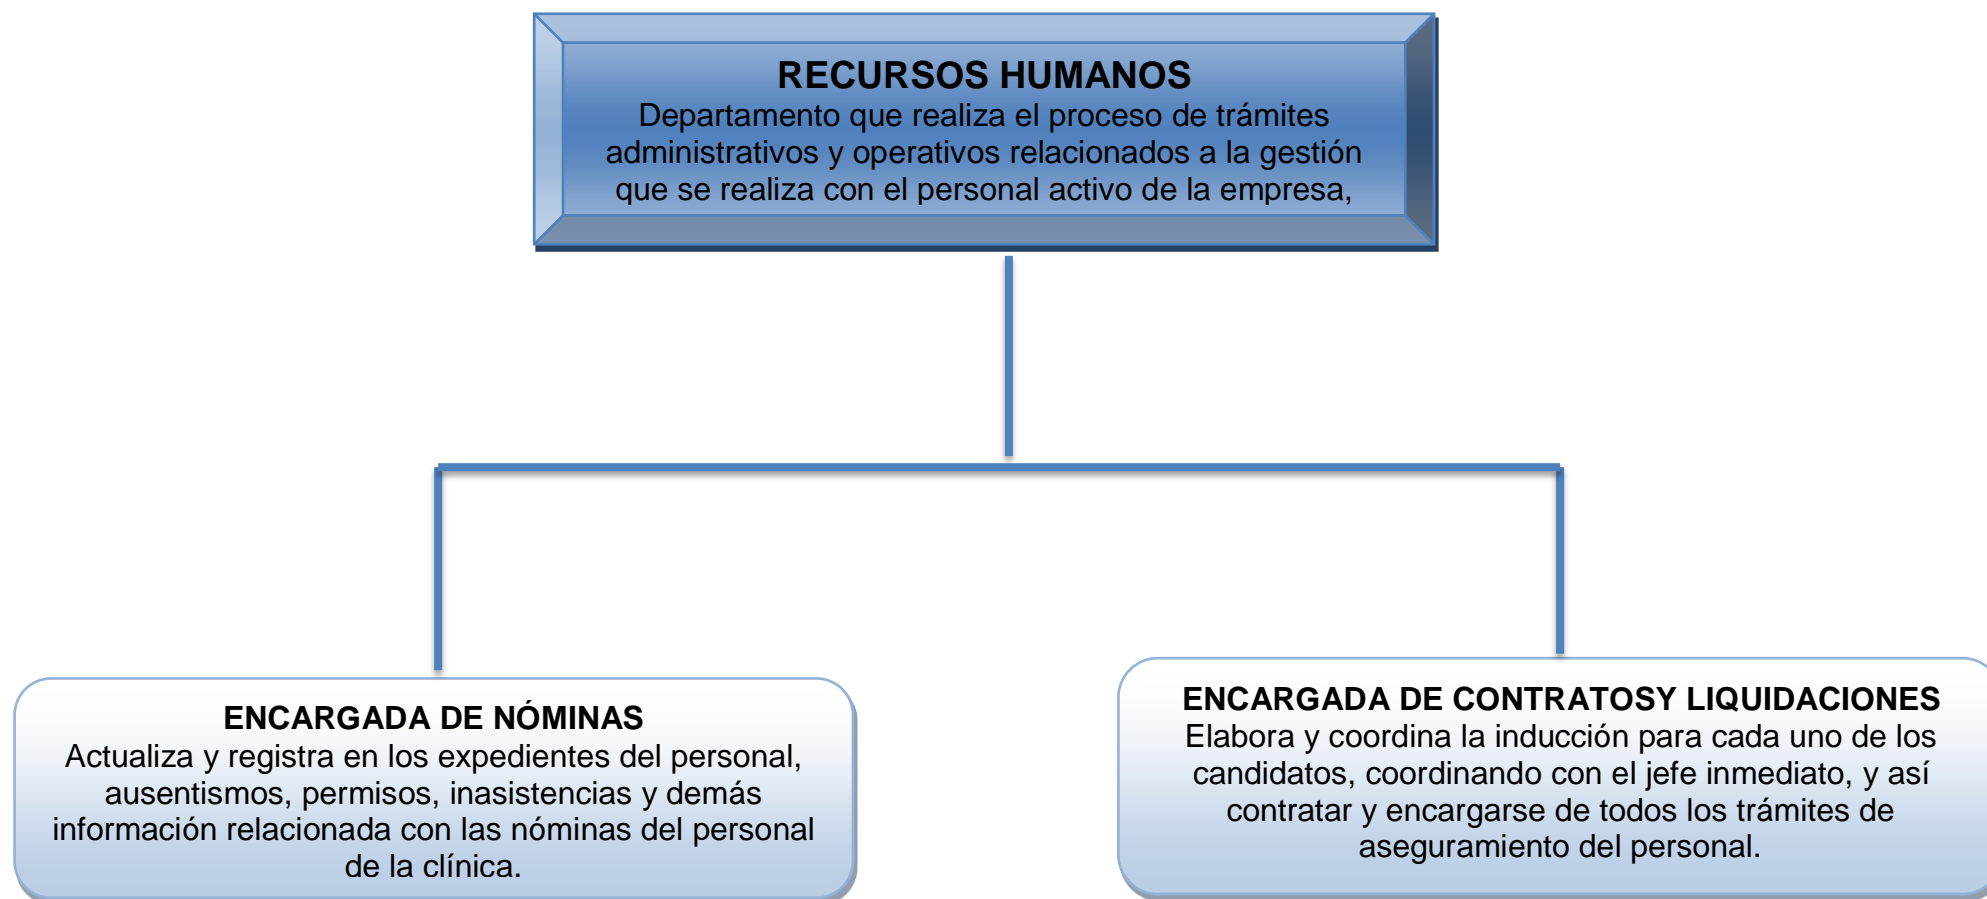 RECURSOS HUMANOS
Departamento que realiza el proceso de trámites
administrativos y operativos relacionados a la gestión
que se realiza con el personal activo de la empresa,
ENCARGADA DE NÓMINAS
Actualiza y registra en los expedientes del personal,
ausentismos, permisos, inasistencias y demás
información relacionada con las nóminas del personal
de la clínica.
ENCARGADA DE CONTRATOSY LIQUIDACIONES
Elabora y coordina la inducción para cada uno de los
candidatos, coordinando con el jefe inmediato, y así
contratar y encargarse de todos los trámites de
aseguramiento del personal.